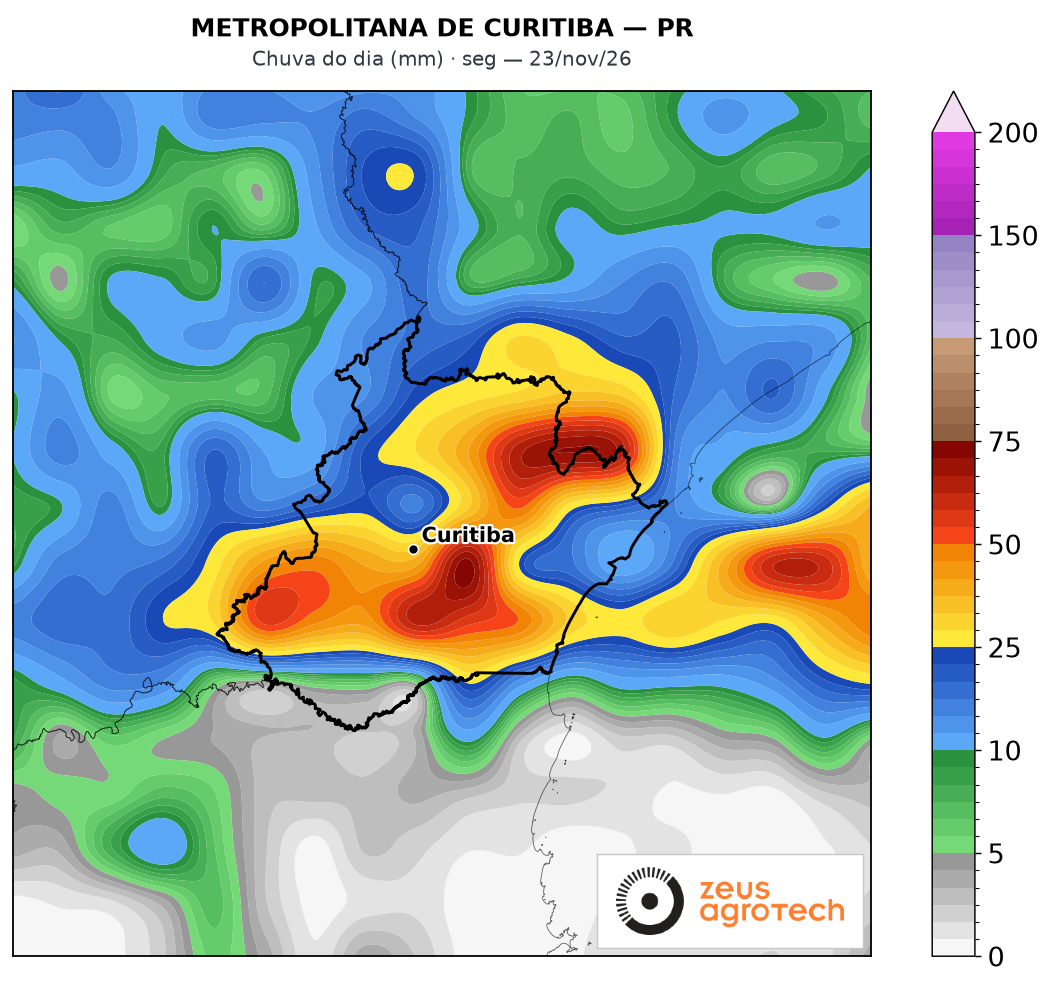 METROPOLITANA DE CURITIBA — PR
Chuva do dia (mm) · seg — 23/nov/26
200
150
100
75
50
25
10
5
0
Curitiba
zeus
agrotech